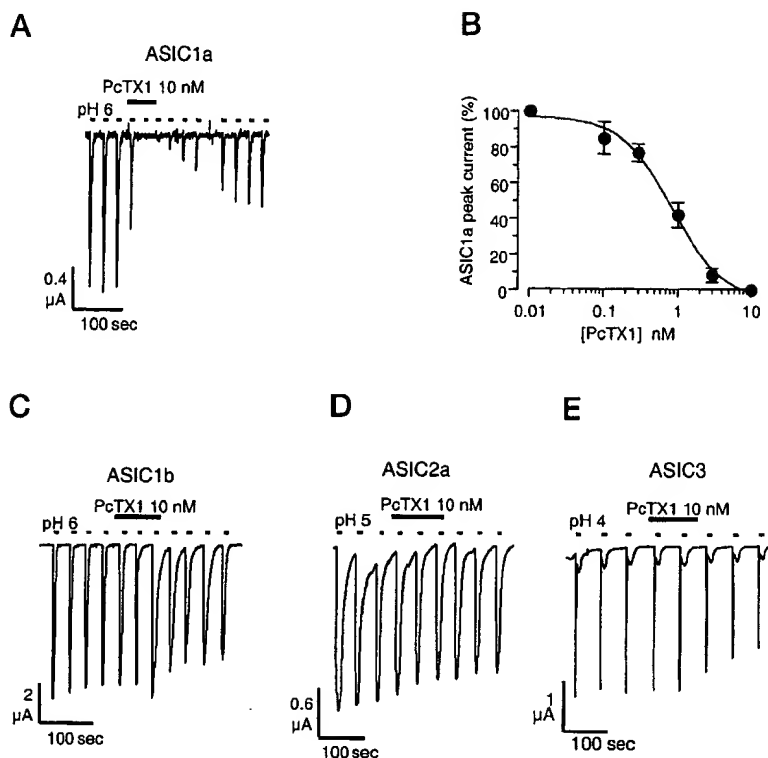 A
ASIC1a
PcTX1 10 nM
pH 6
0.4
µA
100 sec
B
ASIC1a peak current (%)
100
80
60
40
20
0
0.01
0.1
1
10
[PcTX1] nM
C
ASIC1b
PcTX1 10 nM
pH 6
2
µA
100 sec
D
ASIC2a
PcTX1 10 nM
pH 5
0.6
µA
100 sec
E
ASIC3
PcTX1 10 nM
pH 4
1
µA
100 sec